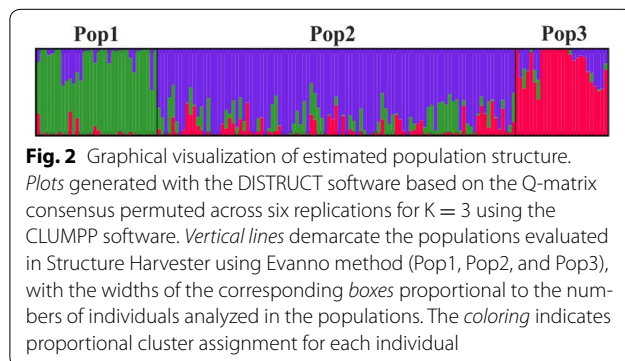 Pop1 Pop2 Pop3
Fig. 2 Graphical visualization of estimated population structure.
Plots generated with the DISTRUCT software based on the Q-matrix
consensus permuted across six replications for K = 3 using the
CLUMPP software. Vertical lines demarcate the populations evaluated
in Structure Harvester using Evanno method (Pop1, Pop2, and Pop3),
with the widths of the corresponding boxes proportional to the num-
bers of individuals analyzed in the populations. The coloring indicates
proportional cluster assignment for each individual